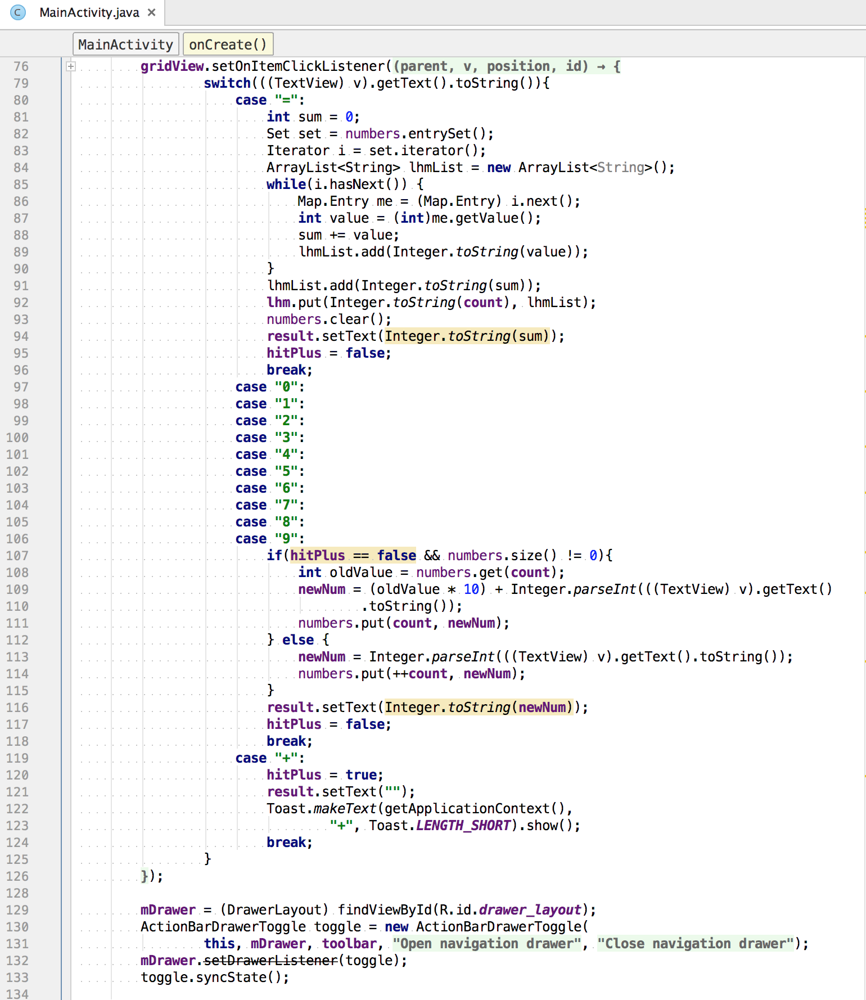 C MainActivity.java ×
MainActivity onCreate()
76 gridView.setOnItemClickListener((parent, v, position, id) → {
79 switch(((TextView) v).getText().toString()){
80 case "=":
81 int sum = 0;
82 Set set = numbers.entrySet();
83 Iterator i = set.iterator();
84 ArrayList<String> lhmList = new ArrayList<String>();
85 while(i.hasNext()) {
86 Map.Entry me = (Map.Entry) i.next();
87 int value = (int)me.getValue();
88 sum += value;
89 lhmList.add(Integer.toString(value));
90 }
91 lhmList.add(Integer.toString(sum));
92 lhm.put(Integer.toString(count), lhmList);
93 numbers.clear();
94 result.setText(Integer.toString(sum));
95 hitPlus = false;
96 break;
97 case "0":
98 case "1":
99 case "2":
100 case "3":
101 case "4":
102 case "5":
103 case "6":
104 case "7":
105 case "8":
106 case "9":
107 if(hitPlus == false && numbers.size() != 0){
108 int oldValue = numbers.get(count);
109 newNum = (oldValue * 10) + Integer.parseInt(((TextView) v).getText()
110 .toString());
111 numbers.put(count, newNum);
112 } else {
113 newNum = Integer.parseInt(((TextView) v).getText().toString());
114 numbers.put(++count, newNum);
115 }
116 result.setText(Integer.toString(newNum));
117 hitPlus = false;
118 break;
119 case "+":
120 hitPlus = true;
121 result.setText("");
122 Toast.makeText(getApplicationContext(),
123 "+", Toast.LENGTH_SHORT).show();
124 break;
125 }
126 });
128
129 mDrawer = (DrawerLayout) findViewById(R.id.drawer_layout);
130 ActionBarDrawerToggle toggle = new ActionBarDrawerToggle(
131 this, mDrawer, toolbar, "Open navigation drawer", "Close navigation drawer");
132 mDrawer.setDrawerListener(toggle);
133 toggle.syncState();
134